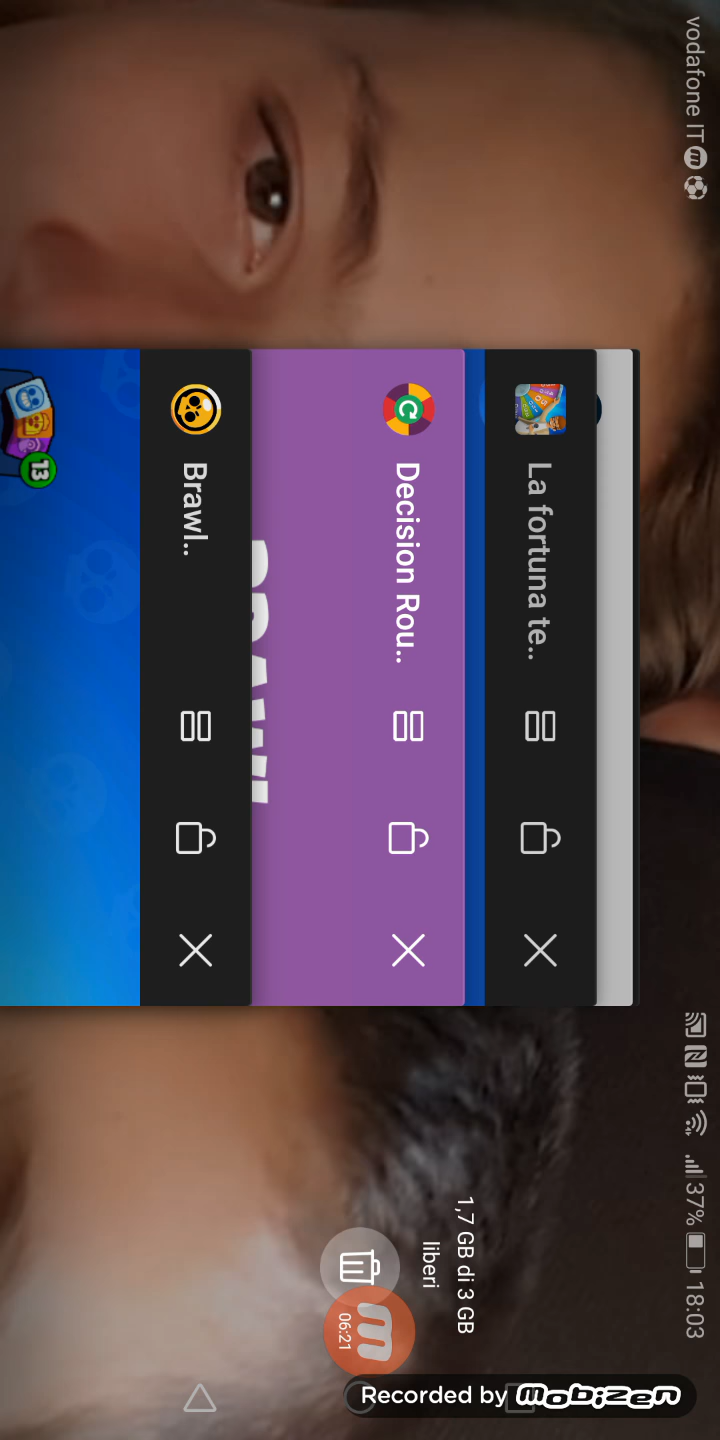 vodafone IT
37% 18:03
La fortuna te..
Decision Rou..
Brawl..
13
1,7 GB di 3 GB
liberi
06:21
Recorded by mobizen